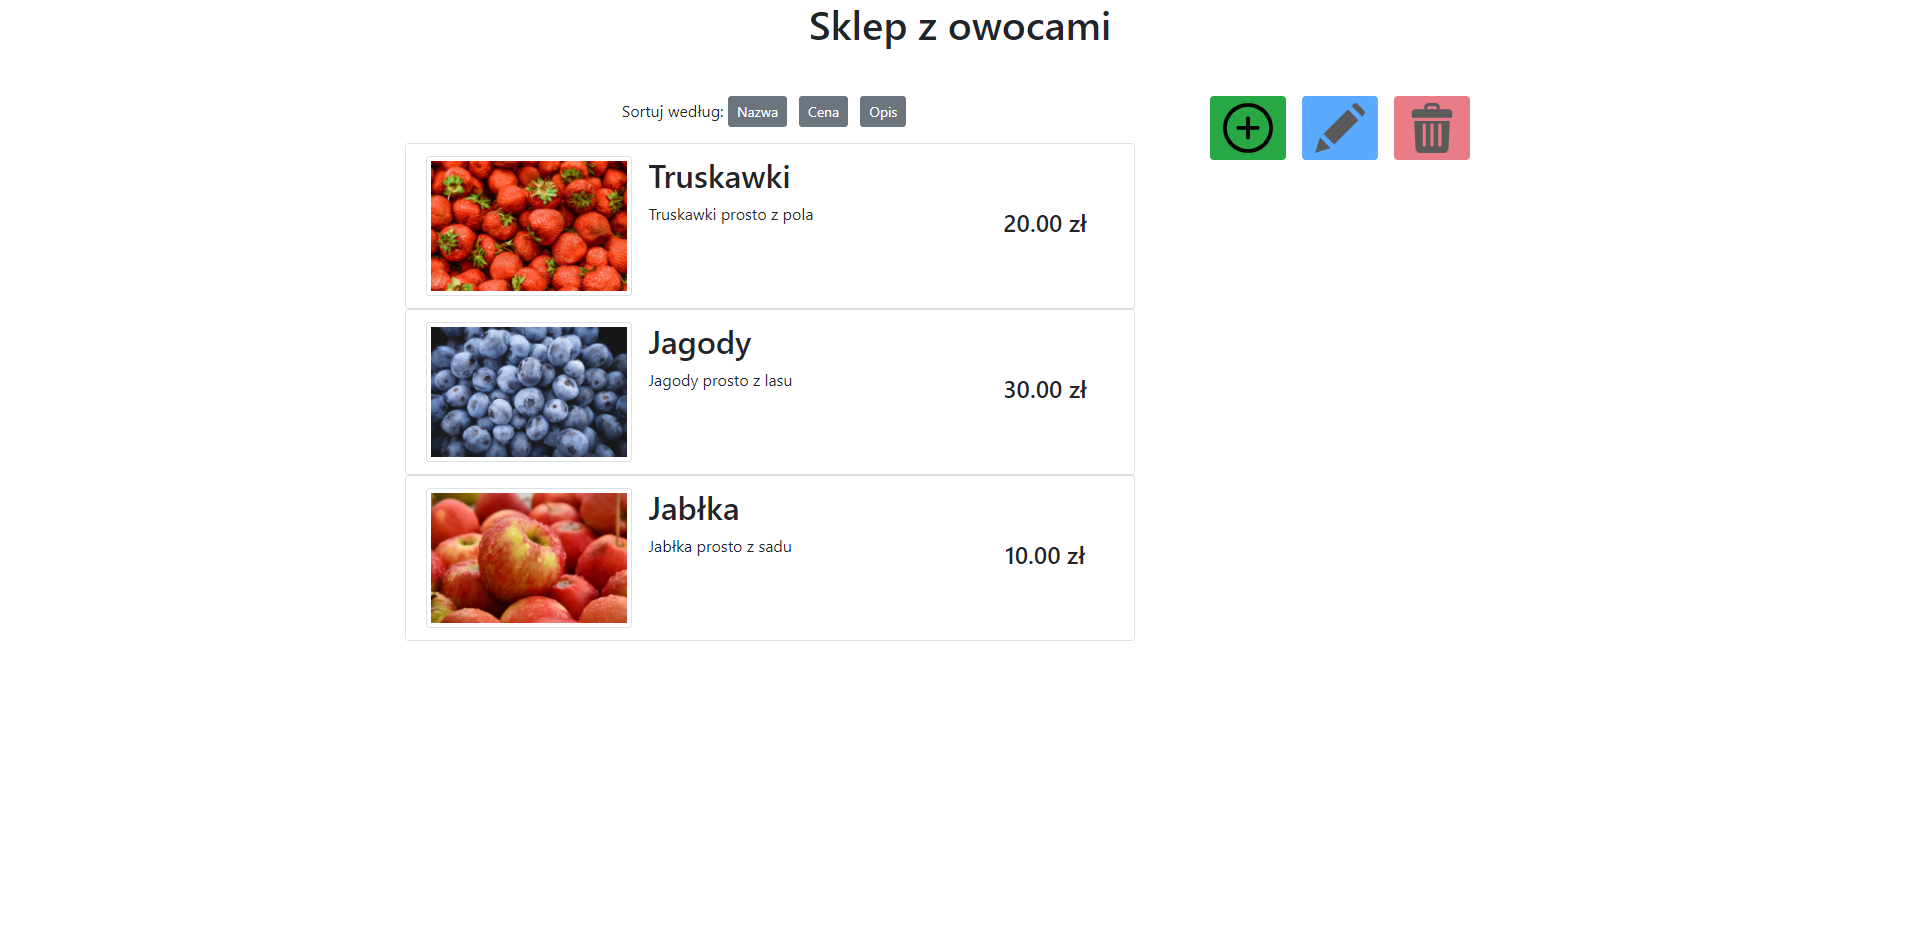 Sklep z owocami
Sortuj według: Nazwa Cena Opis
Truskawki
Truskawki prosto z pola
20.00 zł
Jagody
Jagody prosto z lasu
30.00 zł
Jabłka
Jabłka prosto z sadu
10.00 zł